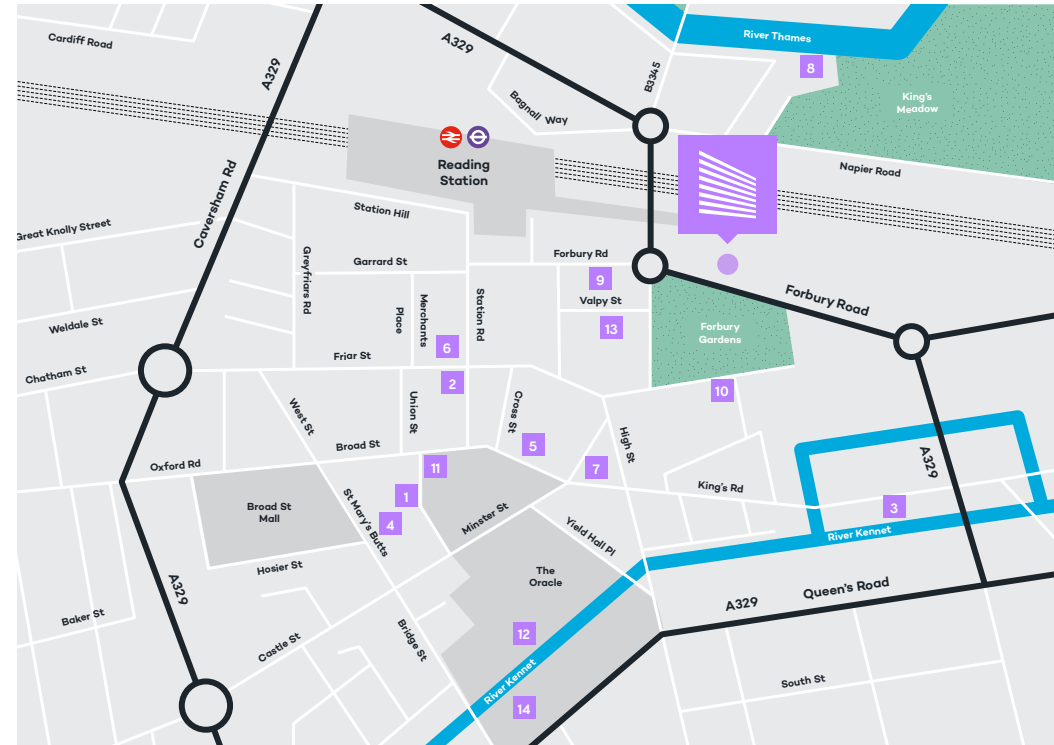 Cardiff Road
A329
A329
River Thames
8
B3345
King's
Meadow
Bagnall Way
Reading
Station
Napier Road
Caversham Rd
Station Hill
Great Knolly Street
Greyfriars Rd
Garrard St
Forbury Rd
9
Valpy St
13
Forbury Road
Forbury
Gardens
Weldale St
Place
Merchants
Station Rd
6
Friar St
Chatham St
2
10
West St
Union St
Cross St
High St
Broad St
5
Oxford Rd
11
7
A329
King's Rd
1
3
Broad St
Mall
St Mary's Butts
4
Minster St
Yield Hall Pl
River Kennet
Hosier St
The
Oracle
A329
Queen's Road
A329
Baker St
Castle St
Bridge St
12
River Kennet
14
South St